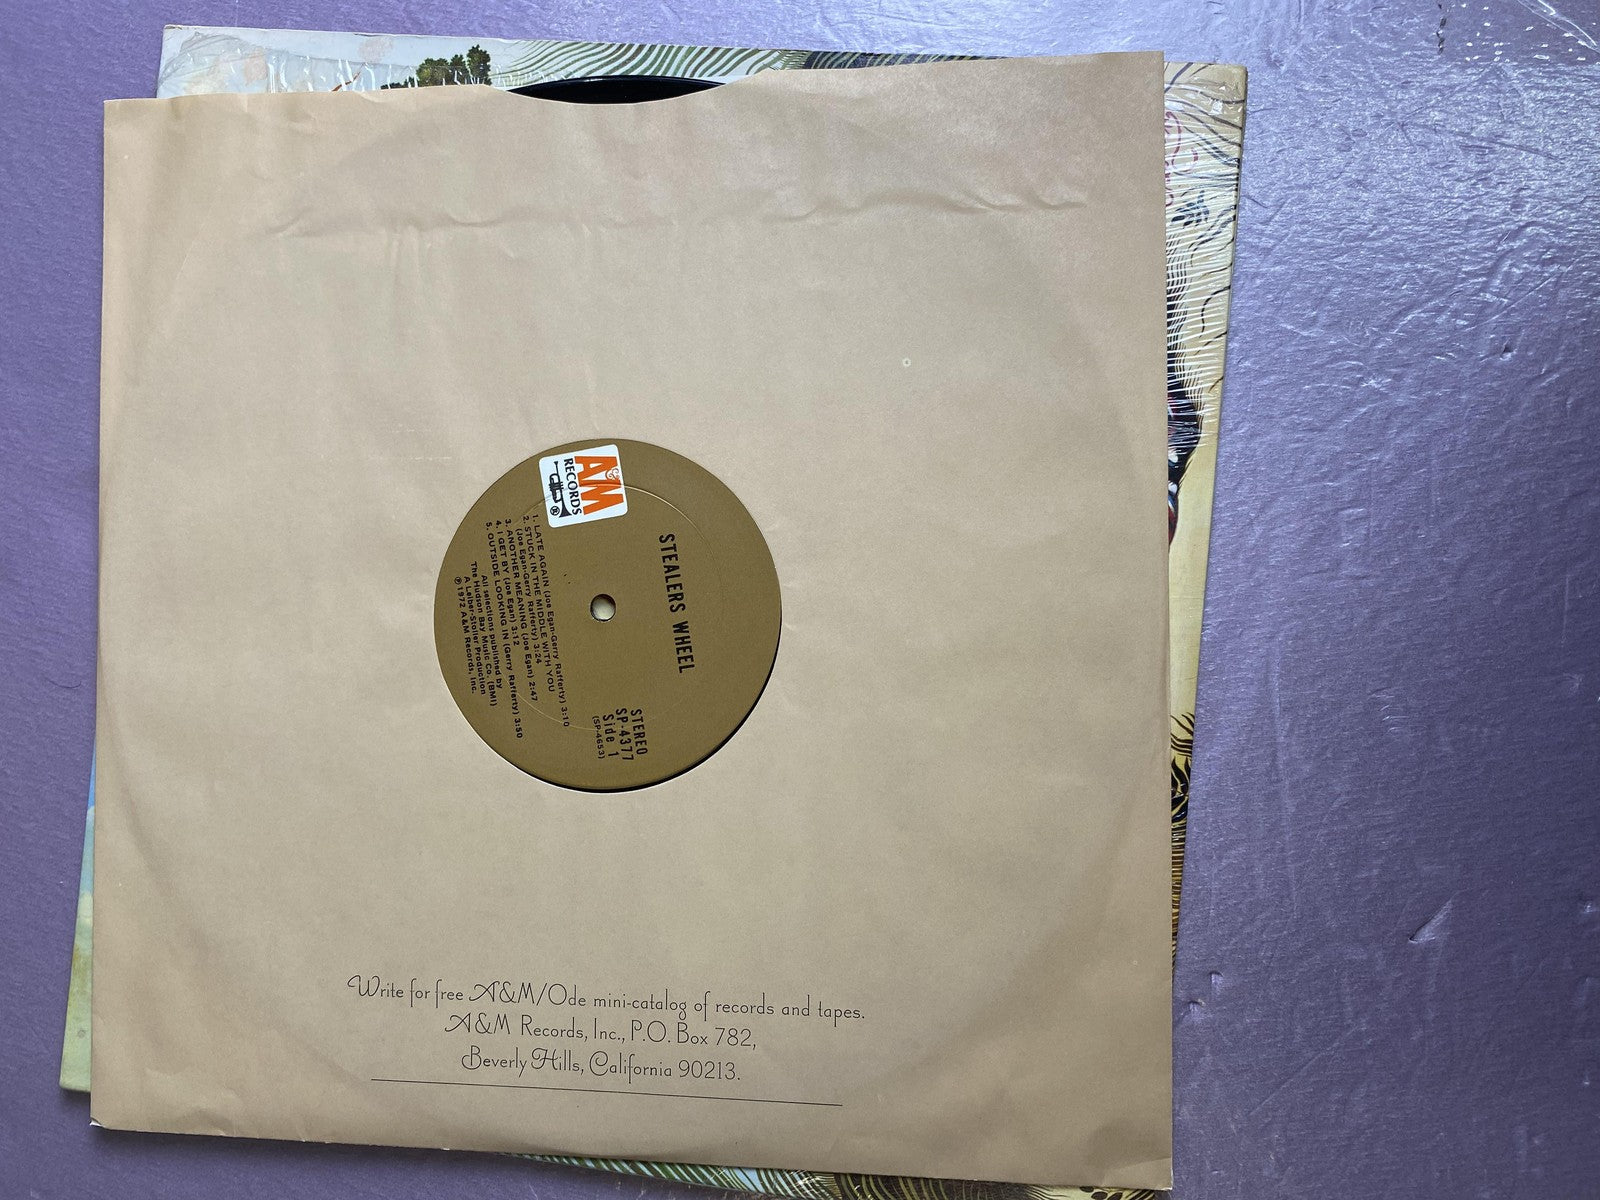 A&M
RECORDS
®
STEALERS WHEEL
STEREO
SP-4377
Side 1
(SP-4653)
1. LATE AGAIN (Joe Egan-Gerry Rafferty) 3:10
2. STUCK IN THE MIDDLE WITH YOU
(Joe Egan-Gerry Rafferty) 3:24
3. ANOTHER MEANING (Joe Egan) 2:47
4. I GET BY (Joe Egan) 3:12
5. OUTSIDE LOOKING IN (Gerry Rafferty) 3:50
All selections published by
The Hudson Bay Music Co. (BMI)
A Leiber-Stoller Production
℗ 1972 A&M Records, Inc.
Write for free A&M/Ode mini-catalog of records and tapes.
A&M Records, Inc., P.O. Box 782,
Beverly Hills, California 90213.